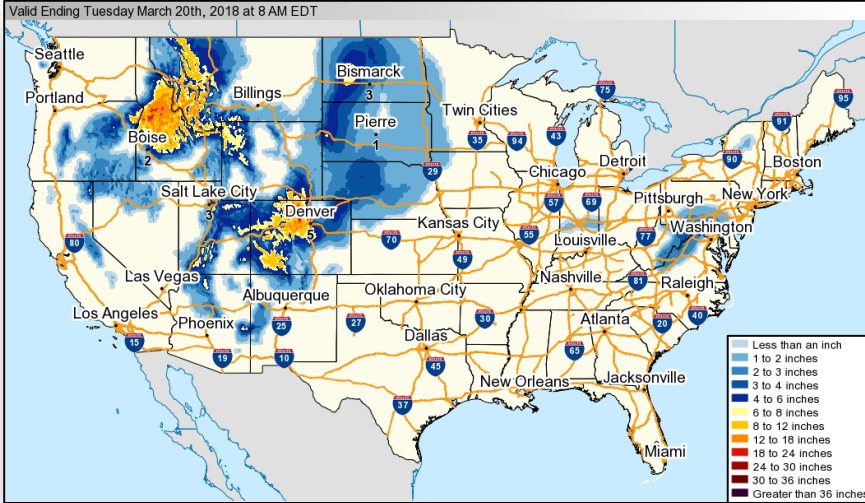 Valid Ending Tuesday March 20th, 2018 at 8 AM EDT
Seattle
Portland
Billings
Bismarck
3
Pierre
1
Twin Cities
75
95
91
35
94
43
90
Boston
Boise
2
29
Detroit
Chicago
New York
Salt Lake City
3
Denver
5
57
69
Pittsburgh
Washington
80
70
Kansas City
55
Louisville
77
49
Las Vegas
Albuquerque
Oklahoma City
Nashville
81
Raleigh
Los Angeles
Phoenix
25
27
30
Atlanta
20
40
15
19
10
Dallas
45
65
37
New Orleans
Jacksonville
Miami
Less than an inch
1 to 2 inches
2 to 3 inches
3 to 4 inches
4 to 6 inches
6 to 8 inches
8 to 12 inches
12 to 18 inches
18 to 24 inches
24 to 30 inches
30 to 36 inches
Greater than 36 inches